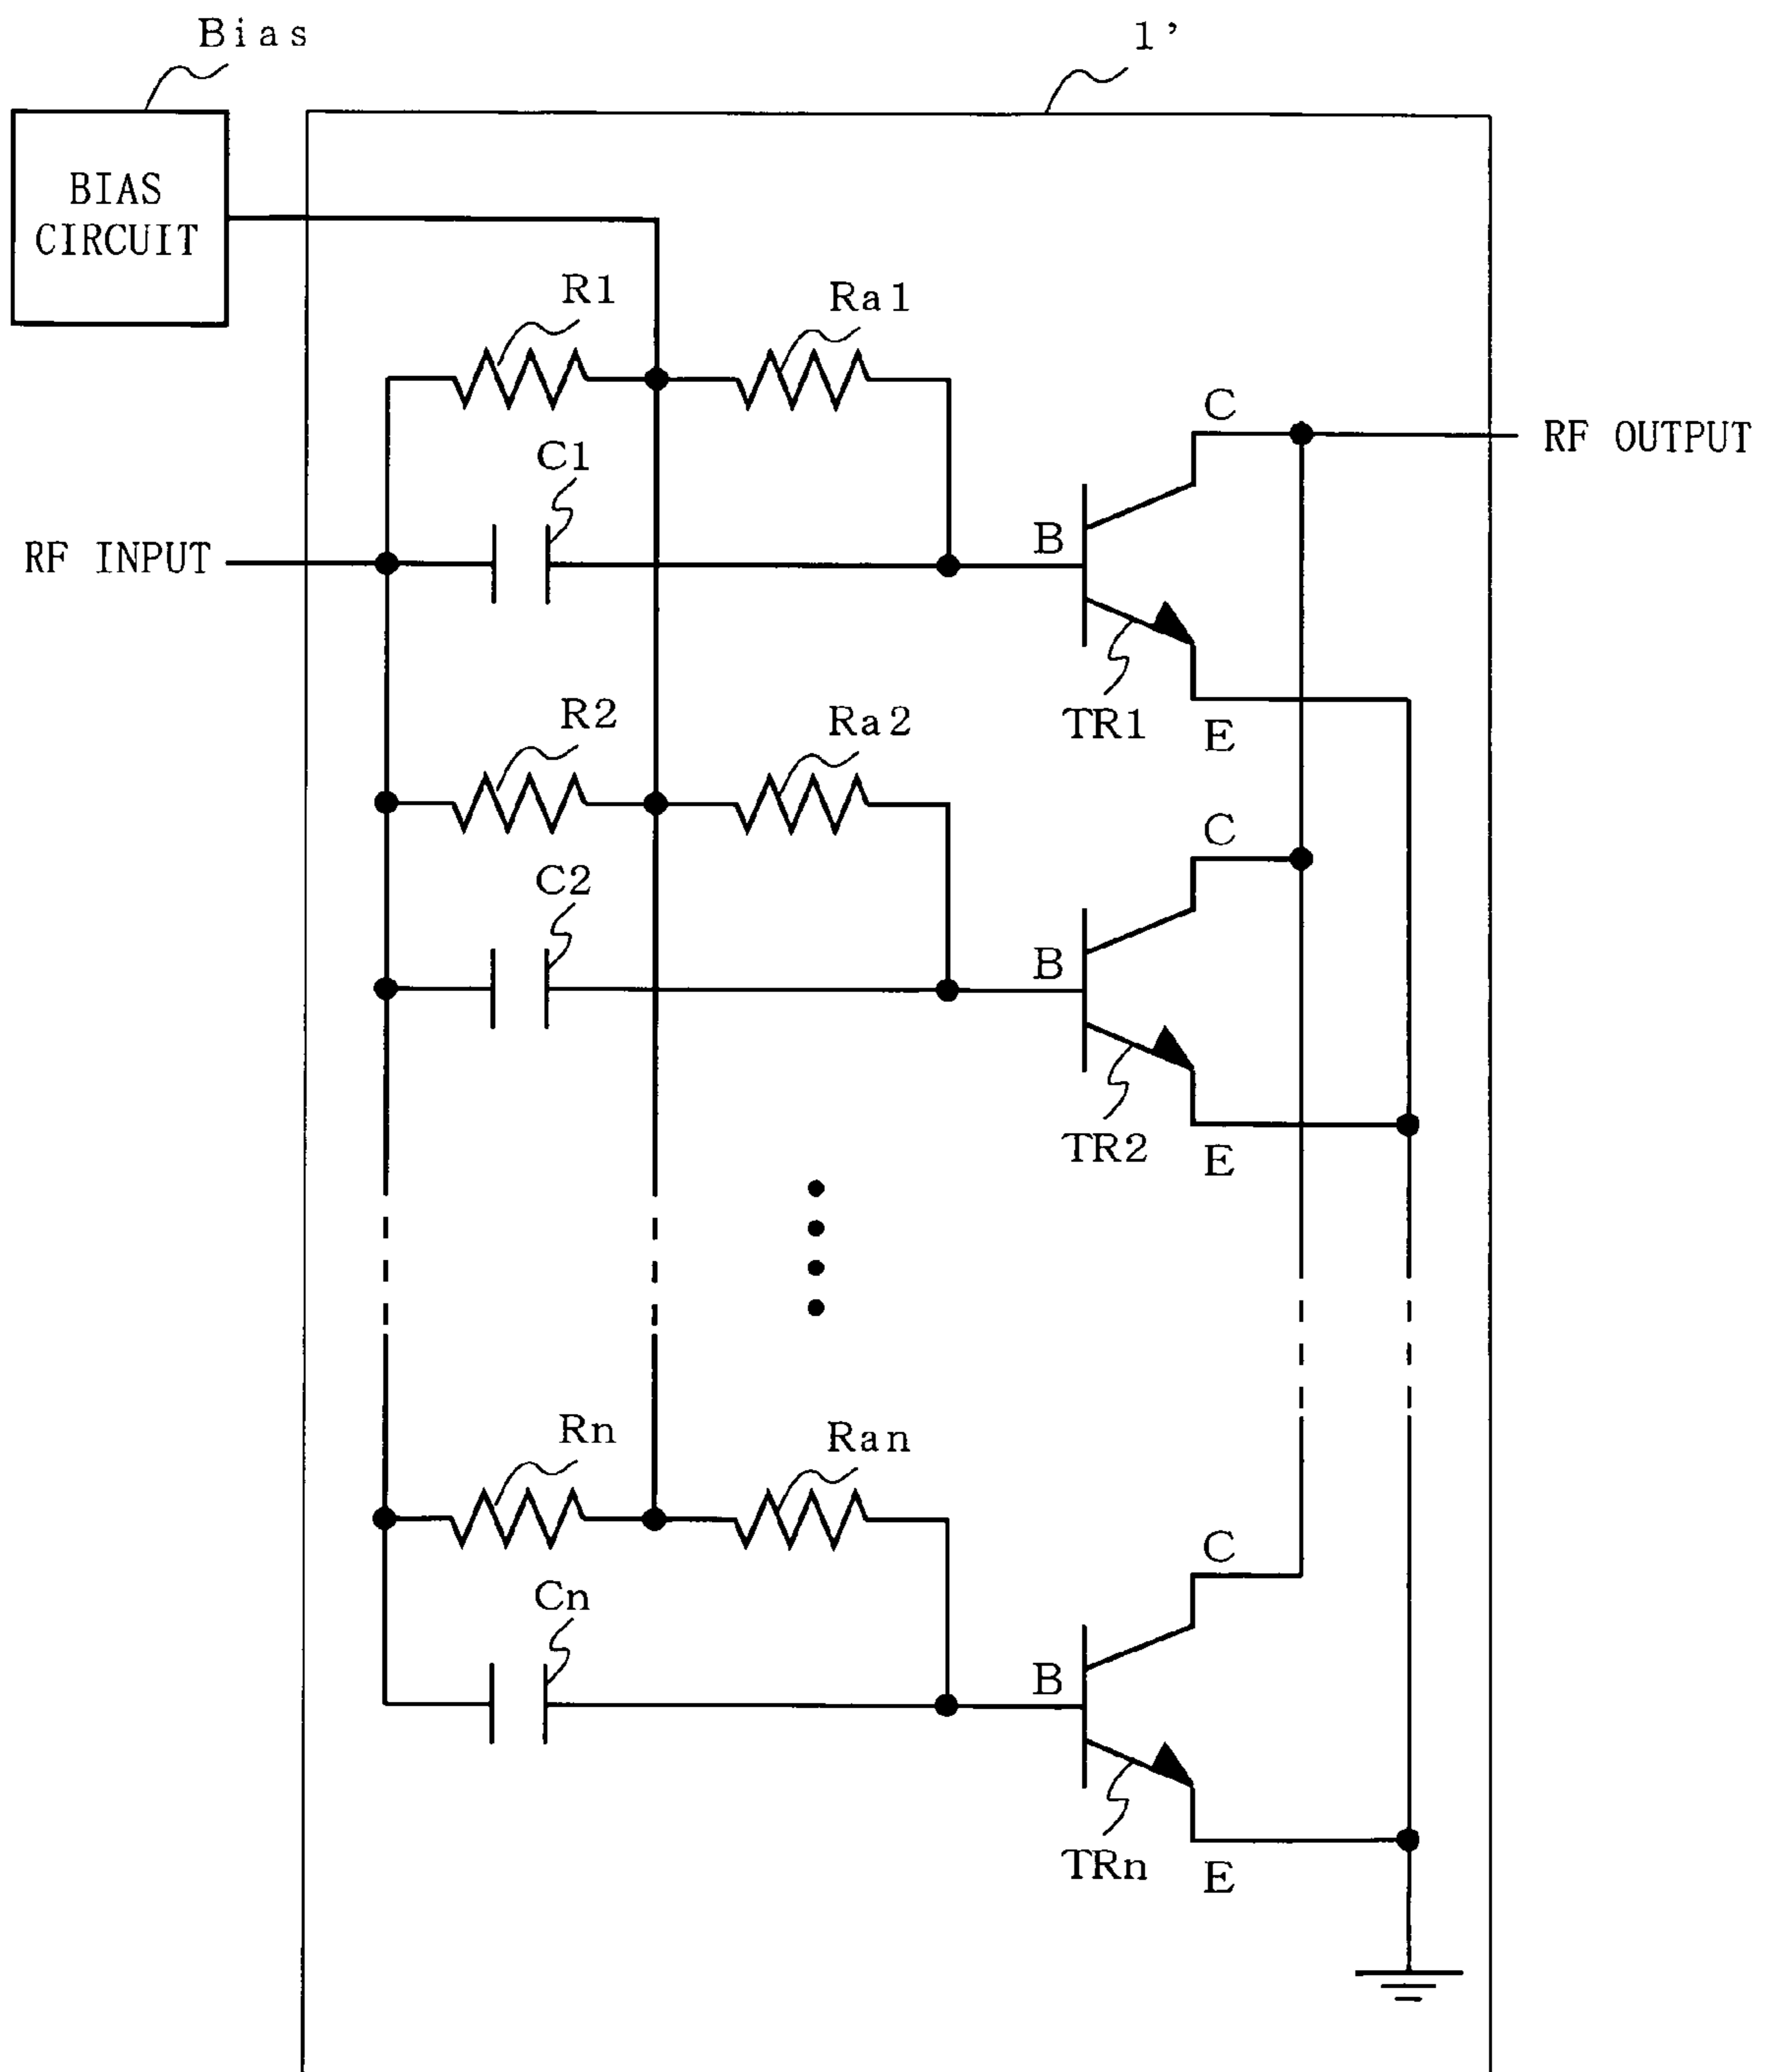 Bias
1’
BIAS
CIRCUIT
R1
Ra1
C
RF OUTPUT
C1
B
RF INPUT
TR1
E
R2
Ra2
C
C2
B
TR2
E
Rn
Ran
C
Cn
B
TRn
E